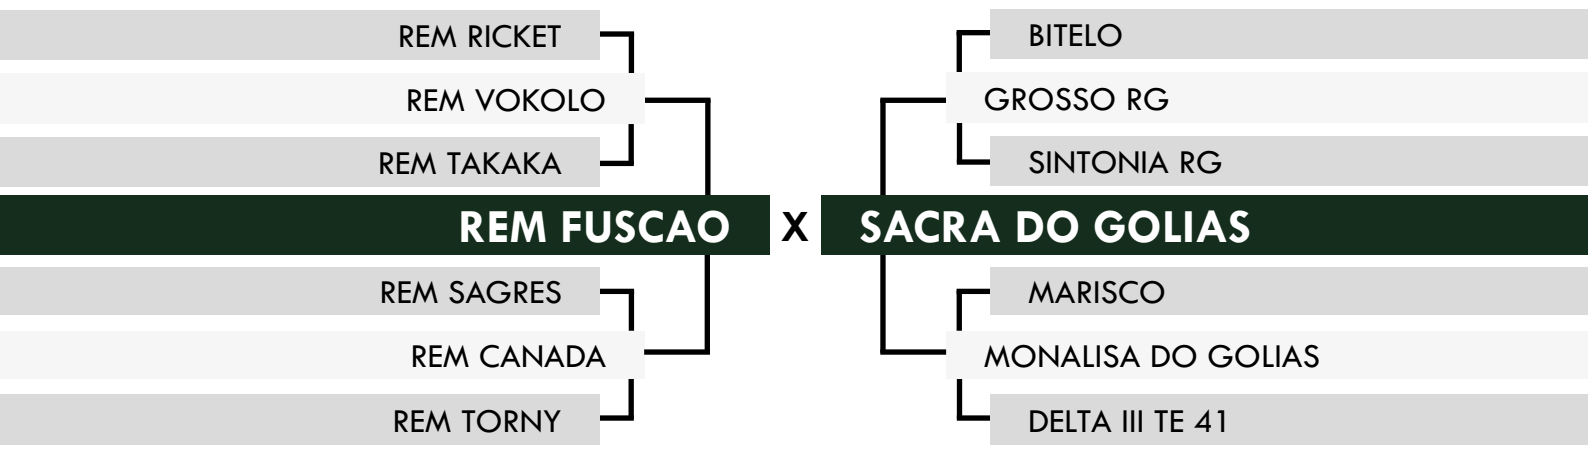 REM RICKET
BITELO
REM VOKOLO
GROSSO RG
REM TAKAKA
SINTONIA RG
REM FUSCAO X SACRA DO GOLIAS
REM SAGRES
MARISCO
REM CANADA
MONALISA DO GOLIAS
REM TORNY
DELTA III TE 41